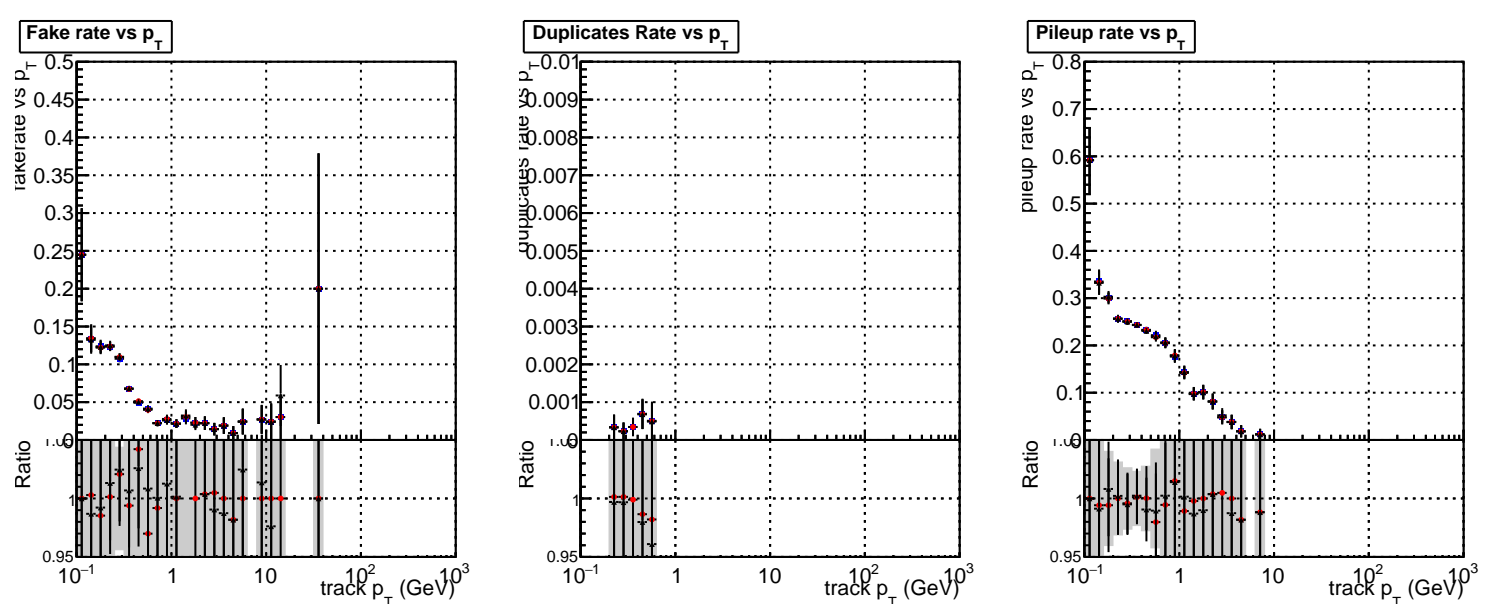 Fake rate vs p_T
fakerate vs p_T
0.5
0.45
0.4
0.35
0.3
0.25
0.2
0.15
0.1
0.05
0
Ratio
1
0.95
10^-1 1 10 10^2 10^3
track p_T (GeV)
Duplicates Rate vs p_T
duplicates rate vs p_T
0.01
0.009
0.008
0.007
0.006
0.005
0.004
0.003
0.002
0.001
0
Ratio
1
0.95
10^-1 1 10 10^2 10^3
track p_T (GeV)
Pileup rate vs p_T
pileup rate vs p_T
0.8
0.7
0.6
0.5
0.4
0.3
0.2
0.1
0
Ratio
1
0.95
10^-1 1 10 10^2 10^3
track p_T (GeV)